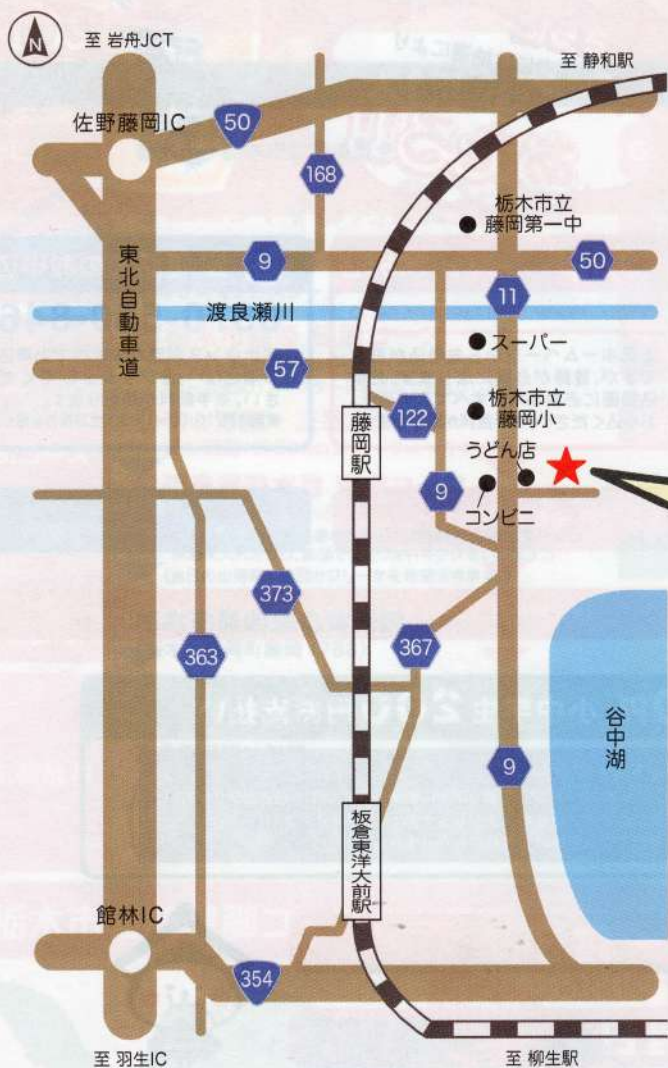 N
至 岩舟JCT
至 静和駅
佐野藤岡IC
50
168
栃木市立
藤岡第一中
9
50
東北自動車道
11
渡良瀬川
スーパー
57
122
栃木市立
藤岡小
藤岡駅
うどん店
9
コンビニ
373
363
367
谷中湖
9
板倉東洋大前駅
館林IC
354
至 羽生IC
至 柳生駅